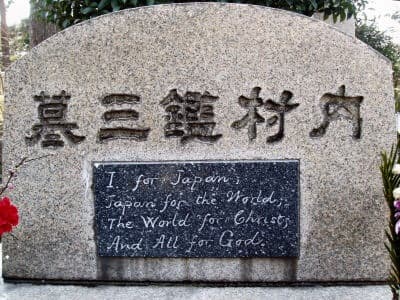 内村鑑三墓
I for Japan;
Japan for the World;
The World for Christ;
And All for God.